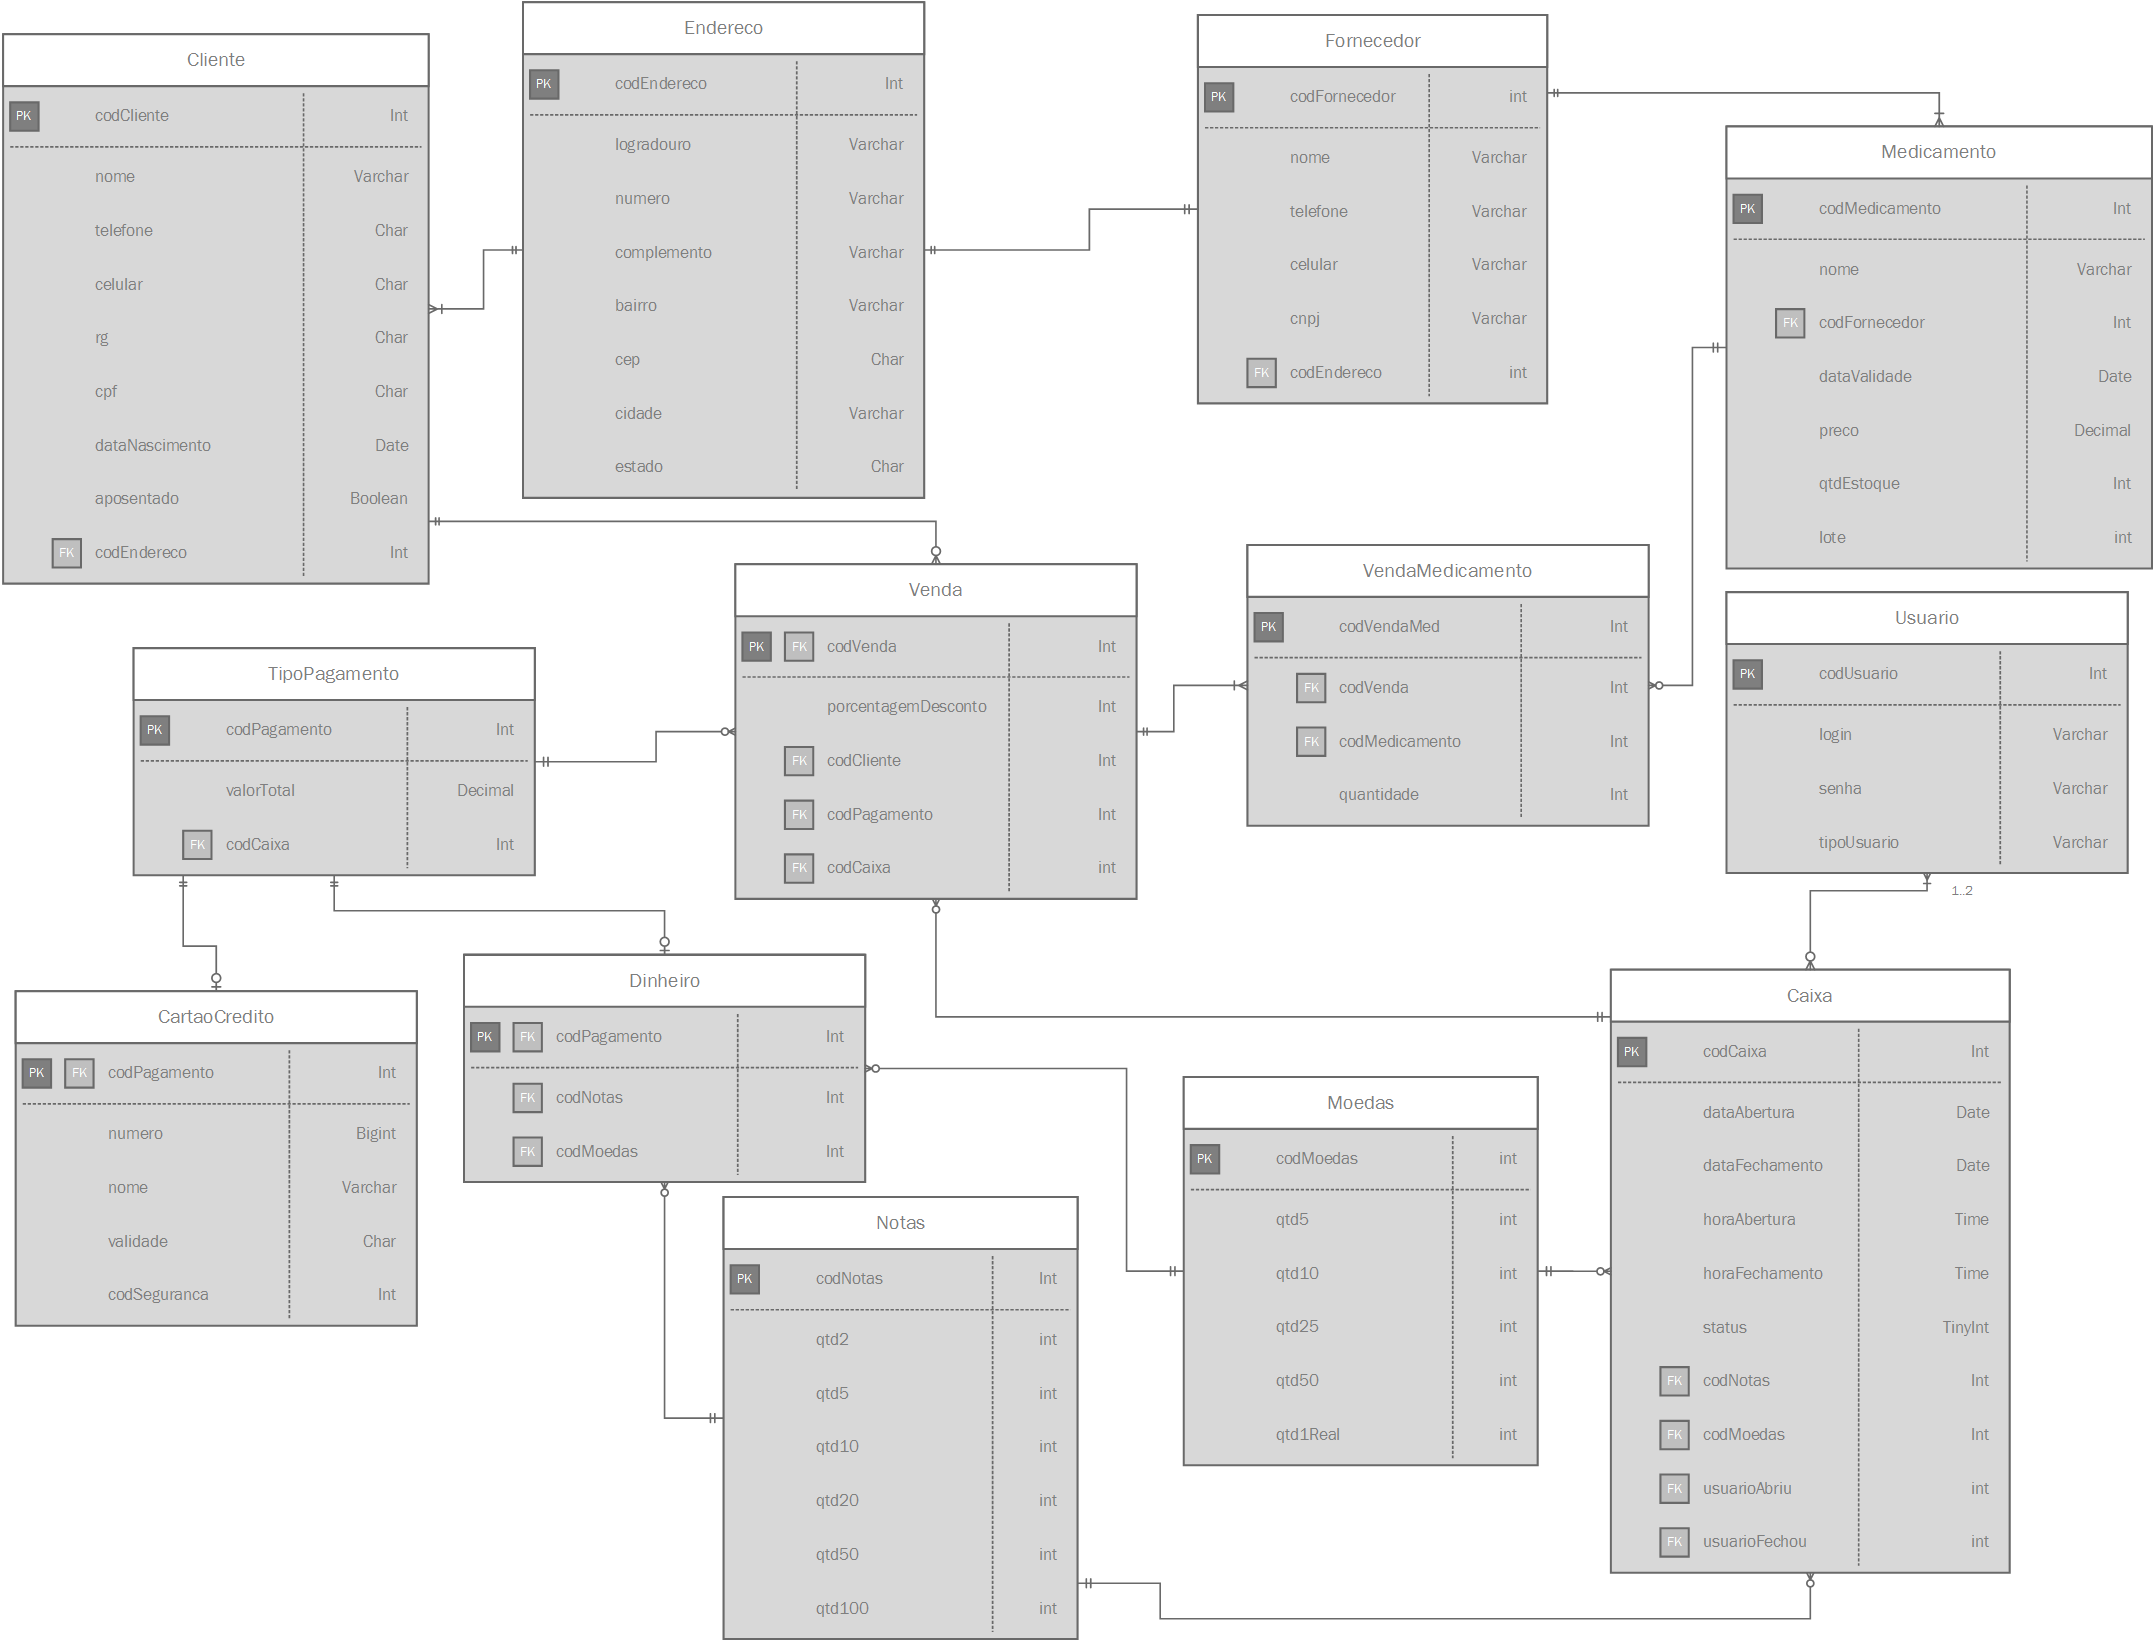 Cliente
PK codCliente Int
nome Varchar
telefone Char
celular Char
rg Char
cpf Char
dataNascimento Date
aposentado Boolean
FK codEndereco Int
Endereco
PK codEndereco Int
logradouro Varchar
numero Varchar
complemento Varchar
bairro Varchar
cep Char
cidade Varchar
estado Char
Fornecedor
PK codFornecedor int
nome Varchar
telefone Varchar
celular Varchar
cnpj Varchar
FK codEndereco int
Medicamento
PK codMedicamento Int
nome Varchar
FK codFornecedor Int
dataValidade Date
preco Decimal
qtdEstoque Int
lote int
TipoPagamento
PK codPagamento Int
valorTotal Decimal
FK codCaixa Int
Venda
PK FK codVenda Int
porcentagemDesconto Int
FK codCliente Int
FK codPagamento Int
FK codCaixa int
VendaMedicamento
PK codVendaMed Int
FK codVenda Int
FK codMedicamento Int
quantidade Int
Usuario
PK codUsuario Int
login Varchar
senha Varchar
tipoUsuario Varchar
1..2
CartaoCredito
PK FK codPagamento Int
numero Bigint
nome Varchar
validade Char
codSeguranca Int
Dinheiro
PK FK codPagamento Int
FK codNotas Int
FK codMoedas Int
Notas
PK codNotas Int
qtd2 int
qtd5 int
qtd10 int
qtd20 int
qtd50 int
qtd100 int
Moedas
PK codMoedas int
qtd5 int
qtd10 int
qtd25 int
qtd50 int
qtd1Real int
Caixa
PK codCaixa Int
dataAbertura Date
dataFechamento Date
horaAbertura Time
horaFechamento Time
status TinyInt
FK codNotas Int
FK codMoedas Int
FK usuarioAbriu int
FK usuarioFechou int